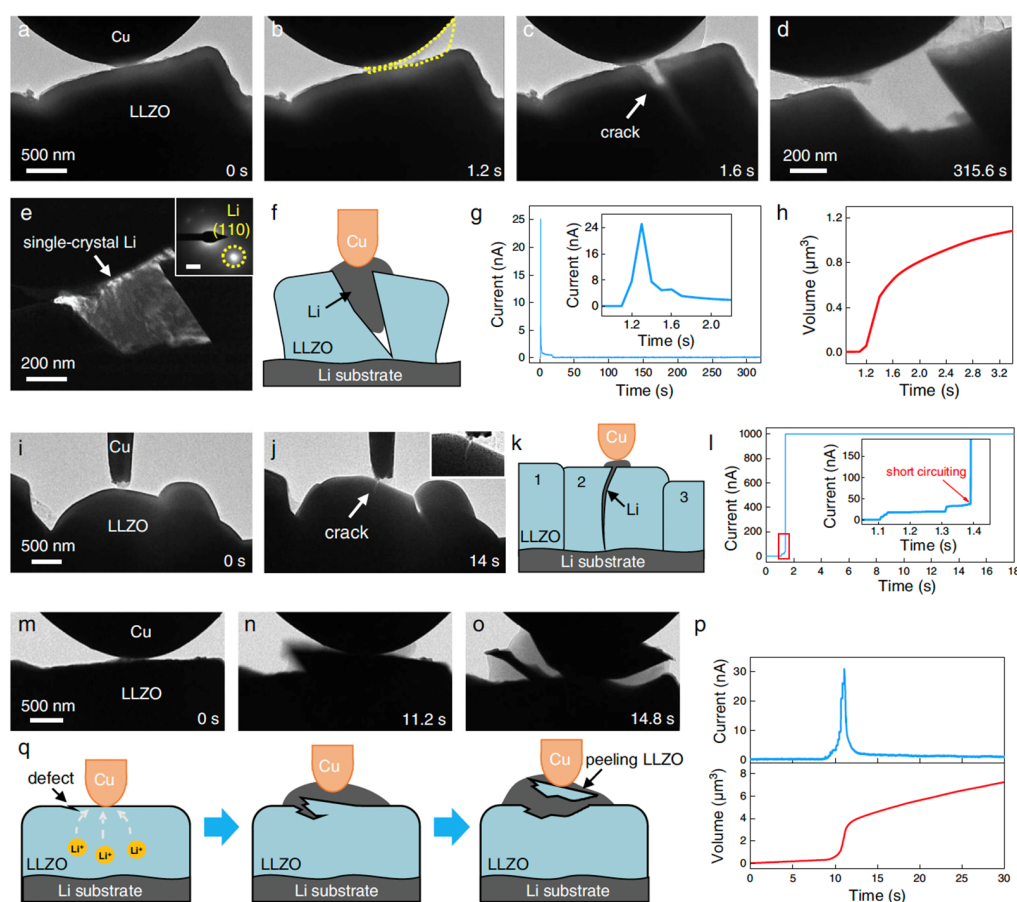 a
Cu
LLZO
500 nm
0 s
b
1.2 s
c
crack
1.6 s
d
200 nm
315.6 s
e
single-crystal Li
Li
(110)
200 nm
f
Cu
Li
LLZO
Li substrate
g
Current (nA)
25
20
15
10
5
0
0 50 100 150 200 250 300
Time (s)
Current (nA)
24
16
8
0
1.2 1.6 2.0
Time (s)
h
Volume (µm³)
1.2
0.8
0.4
0.0
1.2 1.6 2.0 2.4 2.8 3.2
Time (s)
i
Cu
LLZO
500 nm
0 s
j
crack
14 s
k
Cu
1 2 3
Li
LLZO
Li substrate
l
Current (nA)
1000
800
600
400
200
0
0 2 4 6 8 10 12 14 16 18
Time (s)
Current (nA)
150
100
50
0
short circuiting
1.1 1.2 1.3 1.4
Time (s)
m
Cu
LLZO
500 nm
0 s
n
11.2 s
o
14.8 s
p
Current (nA)
30
20
10
0
Volume (µm³)
8
6
4
2
0
0 5 10 15 20 25 30
Time (s)
q
defect
Cu
Li⁺ Li⁺ Li⁺
LLZO
Li substrate
Cu
LLZO
Li substrate
peeling LLZO
Cu
LLZO
Li substrate